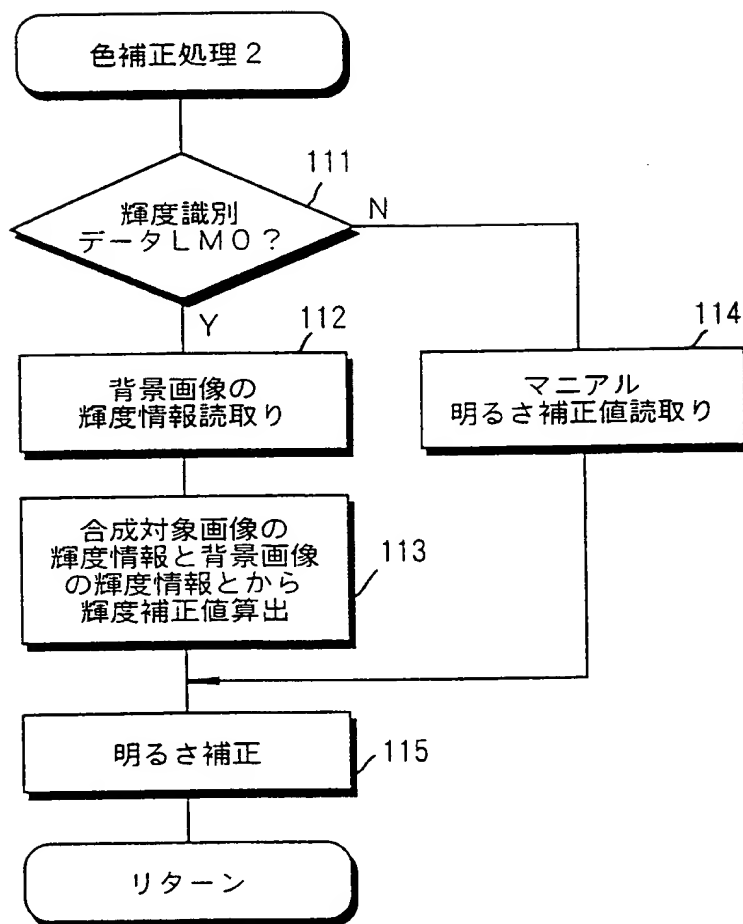 色補正処理2
111
輝度識別
データLM0?
N
Y
112
背景画像の
輝度情報読取り
114
マニアル
明るさ補正値読取り
合成対象画像の
輝度情報と背景画像
の輝度情報とから
輝度補正値算出
113
明るさ補正
115
リターン